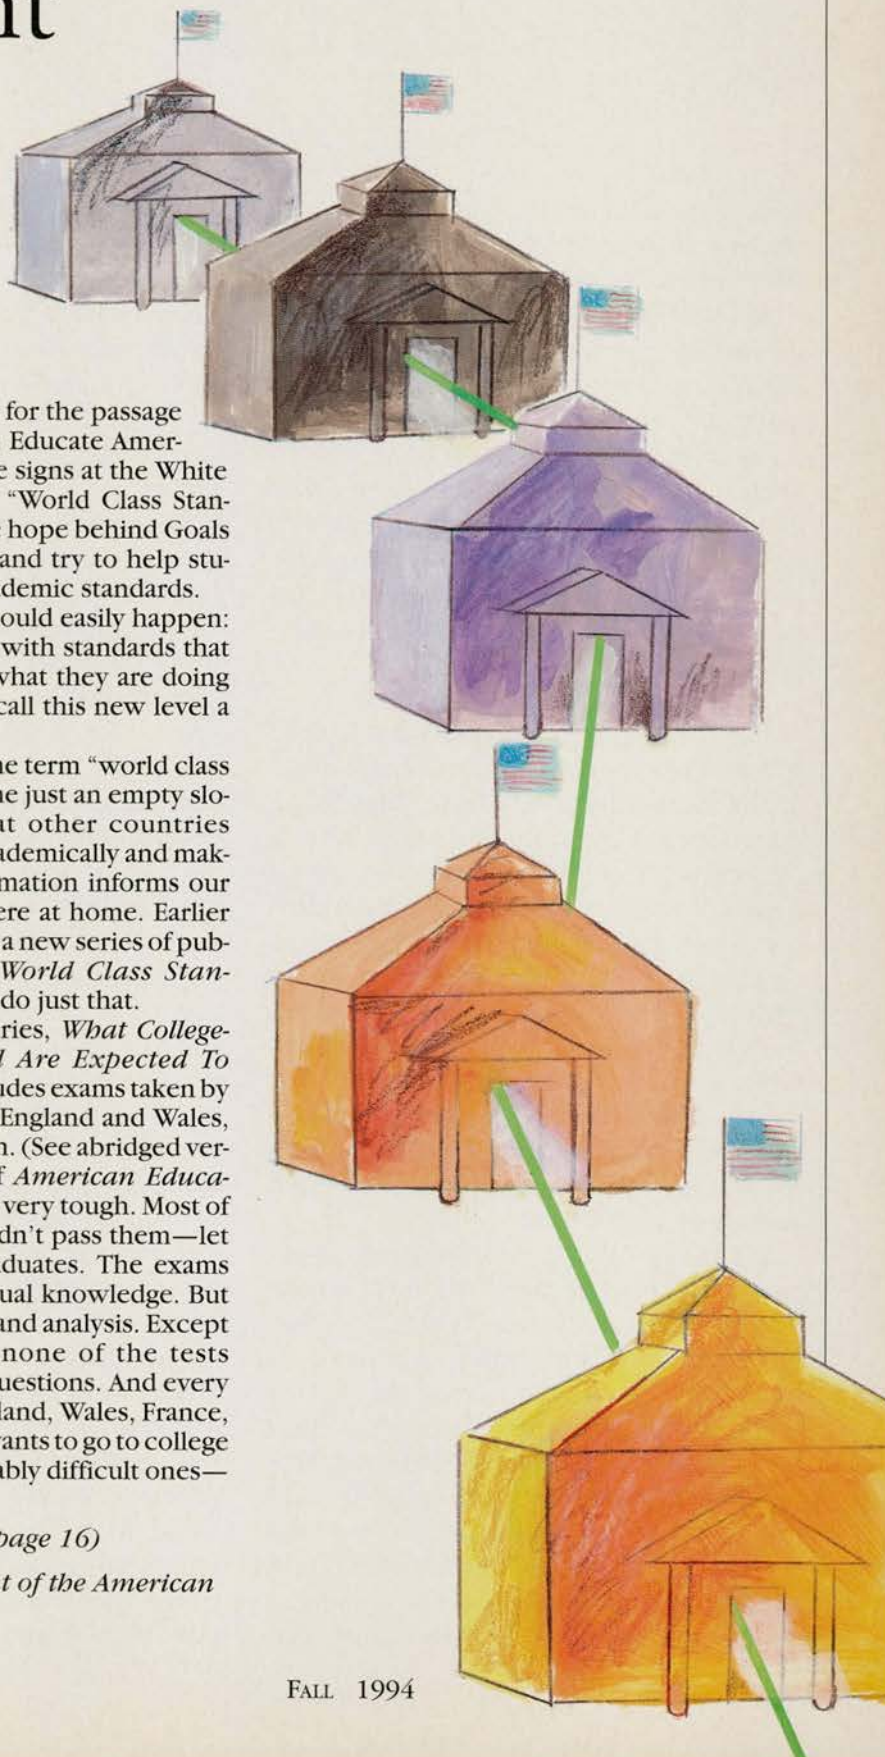 nt
for the passage
Educate Amer-
signs at the White
“World Class Stan-
hope behind Goals
and try to help stu-
demic standards.
ould easily happen:
with standards that
what they are doing
call this new level a
ne term “world class
ne just an empty slo-
at other countries
ademically and mak-
mation informs our
ere at home. Earlier
a new series of pub-
World Class Stan-
do just that.
ries, What College-
Are Expected To
udes exams taken by
England and Wales,
n. (See abridged ver-
f American Educa-
very tough. Most of
dn't pass them—let
duates. The exams
ual knowledge. But
and analysis. Except
none of the tests
uestions. And every
land, Wales, France,
ants to go to college
ably difficult ones—
page 16)
t of the American
FALL 1994